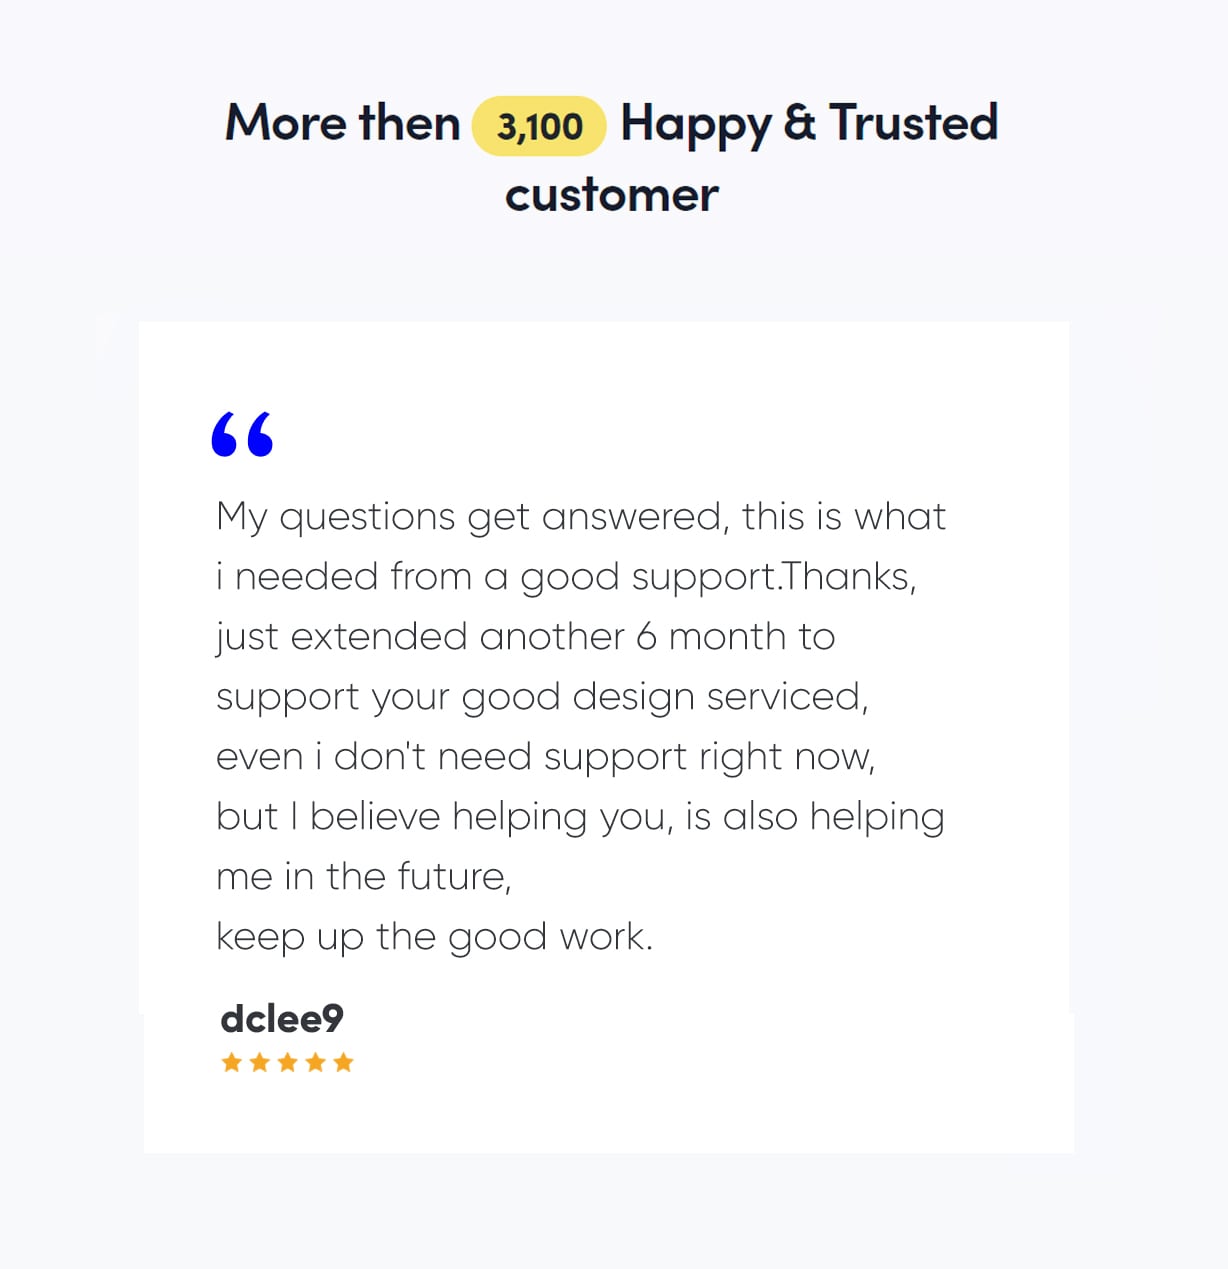 More then 3,100 Happy & Trusted
customer
“
My questions get answered, this is what
i needed from a good support.Thanks,
just extended another 6 month to
support your good design serviced,
even i don't need support right now,
but I believe helping you, is also helping
me in the future,
keep up the good work.
dclee9